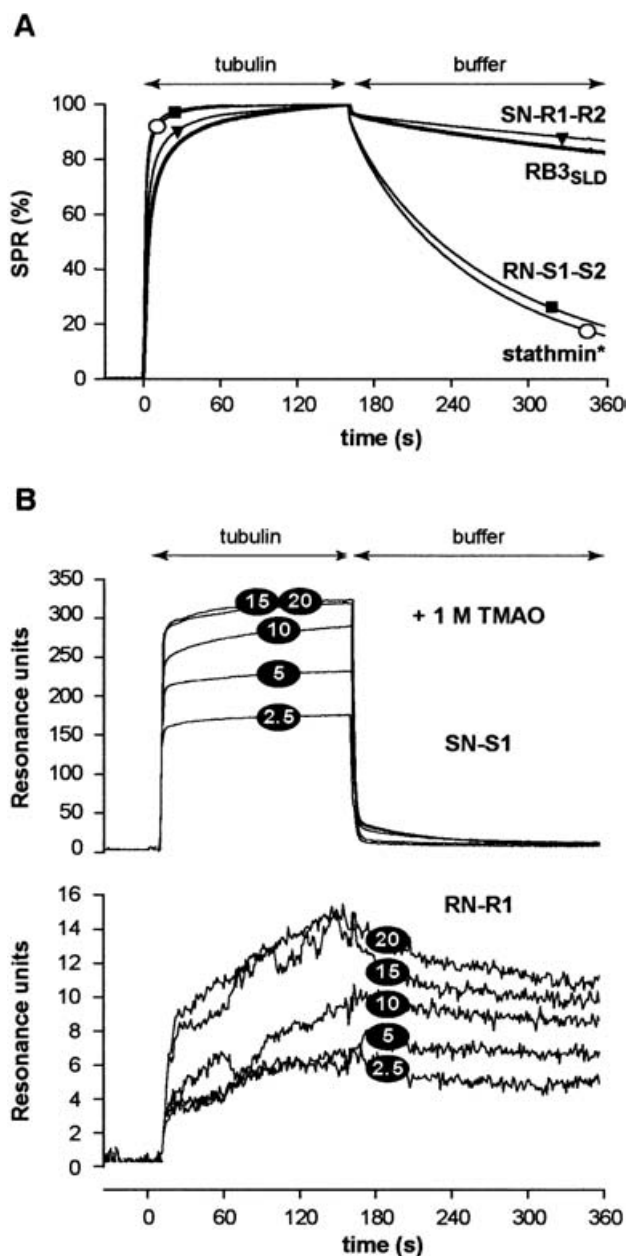 A
tubulin
buffer
100
80
60
40
20
0
SPR (%)
SN-R1-R2
RB3SLD
RN-S1-S2
stathmin*
0 60 120 180 240 300 360
time (s)
B
tubulin
buffer
350
300
250
200
150
100
50
0
Resonance units
15 20
10
5
2.5
+ 1 M TMAO
SN-S1
16
14
12
10
8
6
4
2
0
Resonance units
RN-R1
20
15
10
5
2.5
0 60 120 180 240 300 360
time (s)